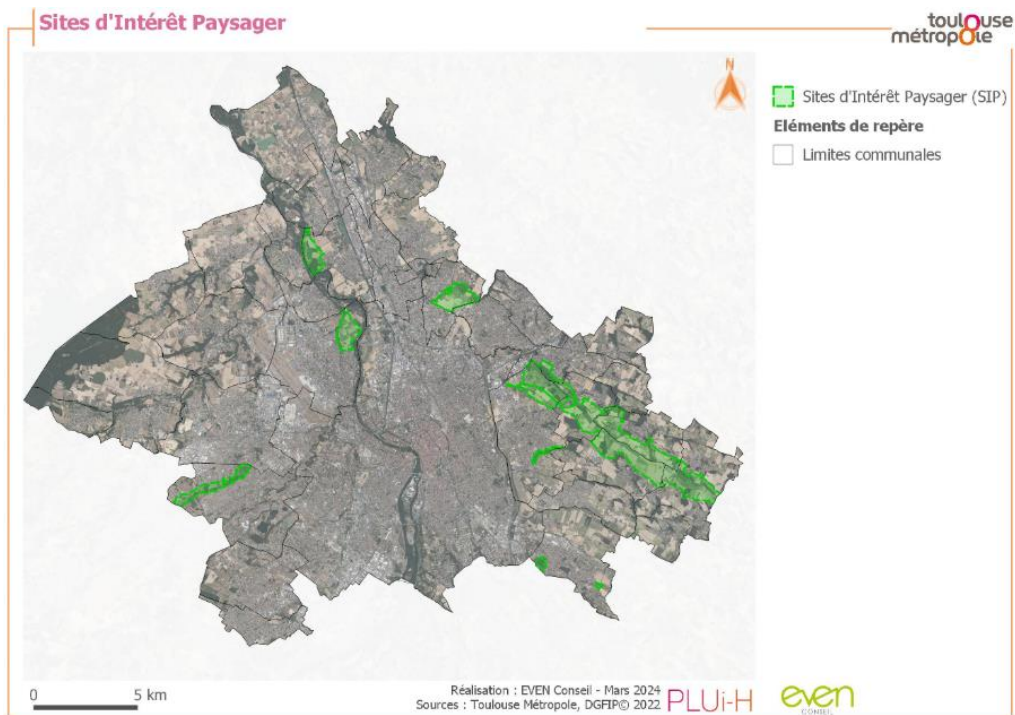 Sites d'Intérêt Paysager
toulouse
métropole
N
Sites d'Intérêt Paysager (SIP)
Eléments de repère
Limites communales
0 5 km
Réalisation : EVEN Conseil - Mars 2024
Sources : Toulouse Métropole, DGFIP© 2022
PLUi-H
even
CONSEIL